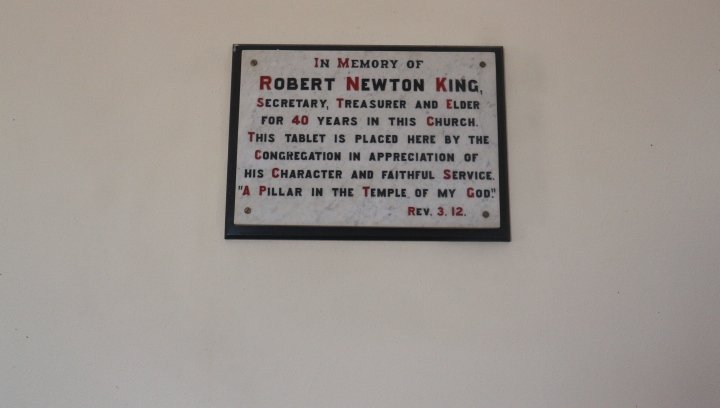 In Memory of
Robert Newton King,
Secretary, Treasurer and Elder
for 40 years in this Church.
This tablet is placed here by the
Congregation in appreciation of
his Character and faithful Service.
"A Pillar in the Temple of my God."
Rev. 3. 12.